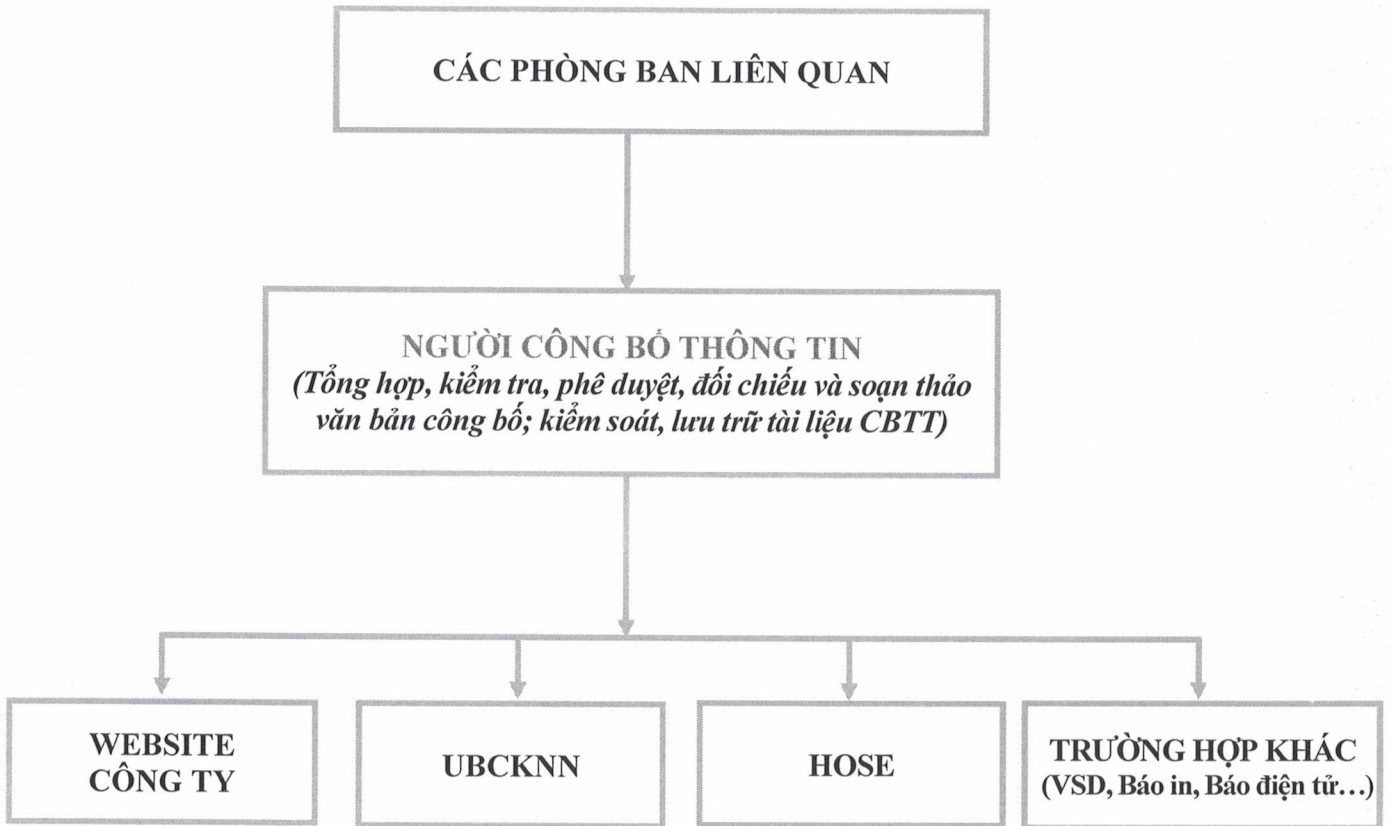 CÁC PHÒNG BAN LIÊN QUAN
NGƯỜI CÔNG BỐ THÔNG TIN
(Tổng hợp, kiểm tra, phê duyệt, đối chiếu và soạn thảo
văn bản công bố; kiểm soát, lưu trữ tài liệu CBTT)
WEBSITE
CÔNG TY
UBCKNN
HOSE
TRƯỜNG HỢP KHÁC
(VSD, Báo in, Báo điện tử…)